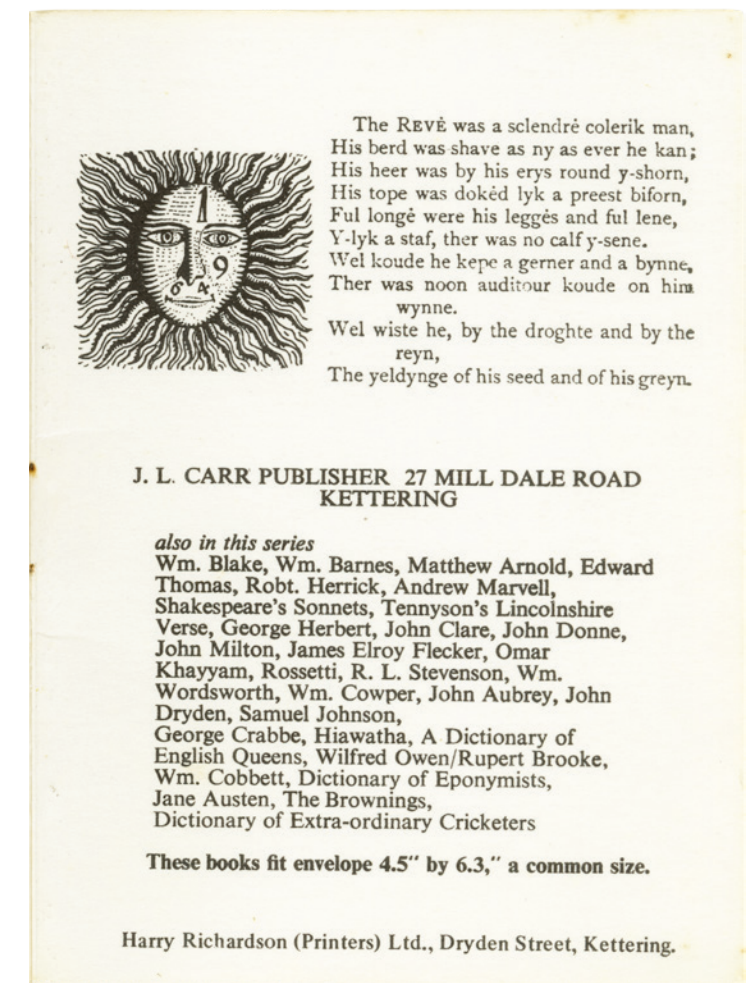 The REVĖ was a sclendrė colerik man,
His berd was shave as ny as ever he kan;
His heer was by his erys round y-shorn,
His tope was dokėd lyk a preest biforn,
Ful longė were his leggės and ful lene,
Y-lyk a staf, ther was no calf y-sene.
Wel koude he kepe a gerner and a bynne,
Ther was noon auditour koude on him
wynne.
Wel wiste he, by the droghte and by the
reyn,
The yeldynge of his seed and of his greyn.
1
9
6 4
J. L. CARR PUBLISHER 27 MILL DALE ROAD
KETTERING
also in this series
Wm. Blake, Wm. Barnes, Matthew Arnold, Edward
Thomas, Robt. Herrick, Andrew Marvell,
Shakespeare's Sonnets, Tennyson's Lincolnshire
Verse, George Herbert, John Clare, John Donne,
John Milton, James Elroy Flecker, Omar
Khayyam, Rossetti, R. L. Stevenson, Wm.
Wordsworth, Wm. Cowper, John Aubrey, John
Dryden, Samuel Johnson,
George Crabbe, Hiawatha, A Dictionary of
English Queens, Wilfred Owen/Rupert Brooke,
Wm. Cobbett, Dictionary of Eponymists,
Jane Austen, The Brownings,
Dictionary of Extra-ordinary Cricketers
These books fit envelope 4.5" by 6.3," a common size.
Harry Richardson (Printers) Ltd., Dryden Street, Kettering.